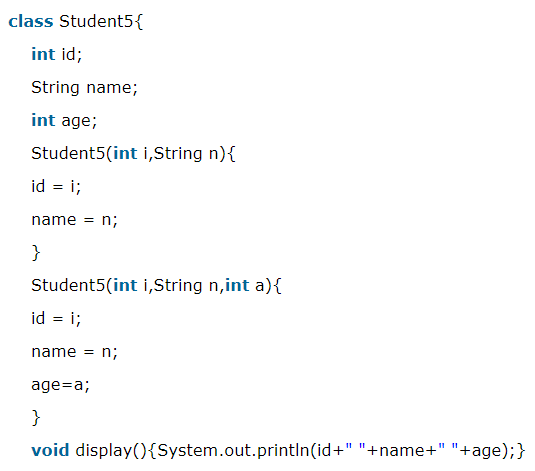 class Student5{
int id;
String name;
int age;
Student5(int i,String n){
id = i;
name = n;
}
Student5(int i,String n,int a){
id = i;
name = n;
age=a;
}
void display(){System.out.println(id+" "+name+" "+age);}